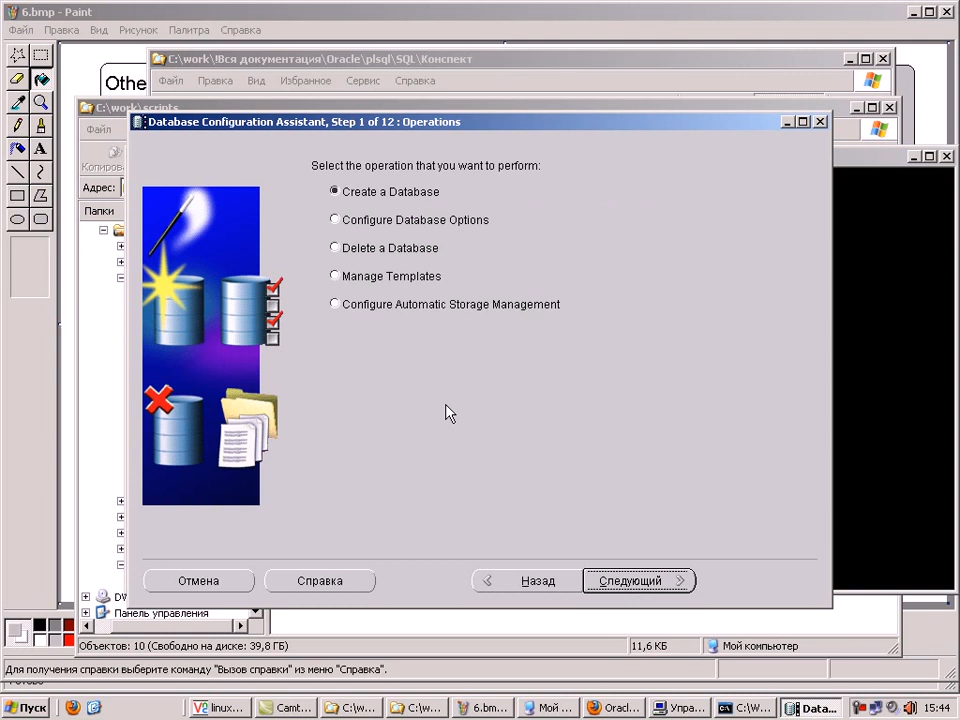 6.bmp - Paint
Файл Правка Вид Рисунок Палитра Справка
C:\work\!Вся документация\Oracle\plsql\SQL\Конспект
Файл Правка Вид Избранное Сервис Справка
Othe
C:\work\scripts
Файл
Копиров
Адрес:
Папки
Database Configuration Assistant, Step 1 of 12 : Operations
Select the operation that you want to perform:
Create a Database
Configure Database Options
Delete a Database
Manage Templates
Configure Automatic Storage Management
Отмена Справка Назад Следующий
Панель управления
Объектов: 10 (Свободно на диске: 39,8 ГБ) 11,6 КБ Мой компьютер
Для получения справки выберите команду "Вызов справки" из меню "Справка".
Пуск linux... Camt... C:\w... C:\w... 6.bm... Мой ... Oracl... Упра... C:\W... Data... 15:44